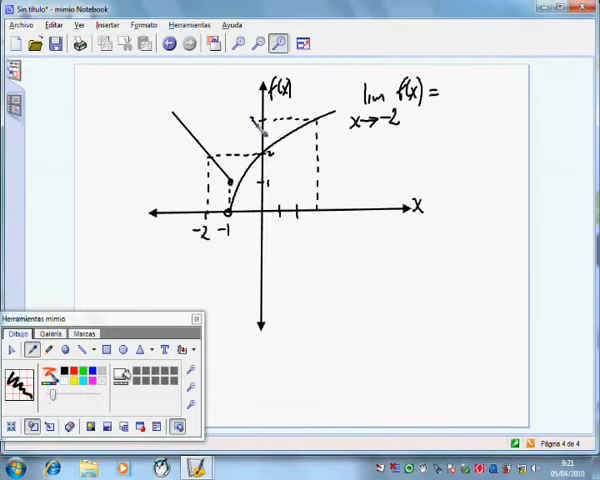 Sin título* - mimio Notebook
Archivo Editar Ver Insertar Formato Herramientas Ayuda
f(x)
lim f(x) =
x→-2
2
1
x
-2 -1
Herramientas mimio
Dibujo Galería Marcas
T
Página 4 de 4
9:21
05/04/2010